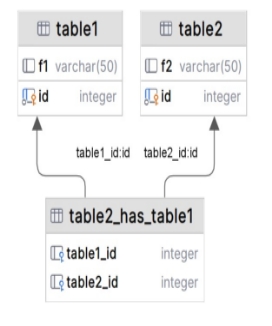 table1
f1 varchar(50)
id integer
table2
f2 varchar(50)
id integer
table1_id:id
table2_id:id
table2_has_table1
table1_id integer
table2_id integer